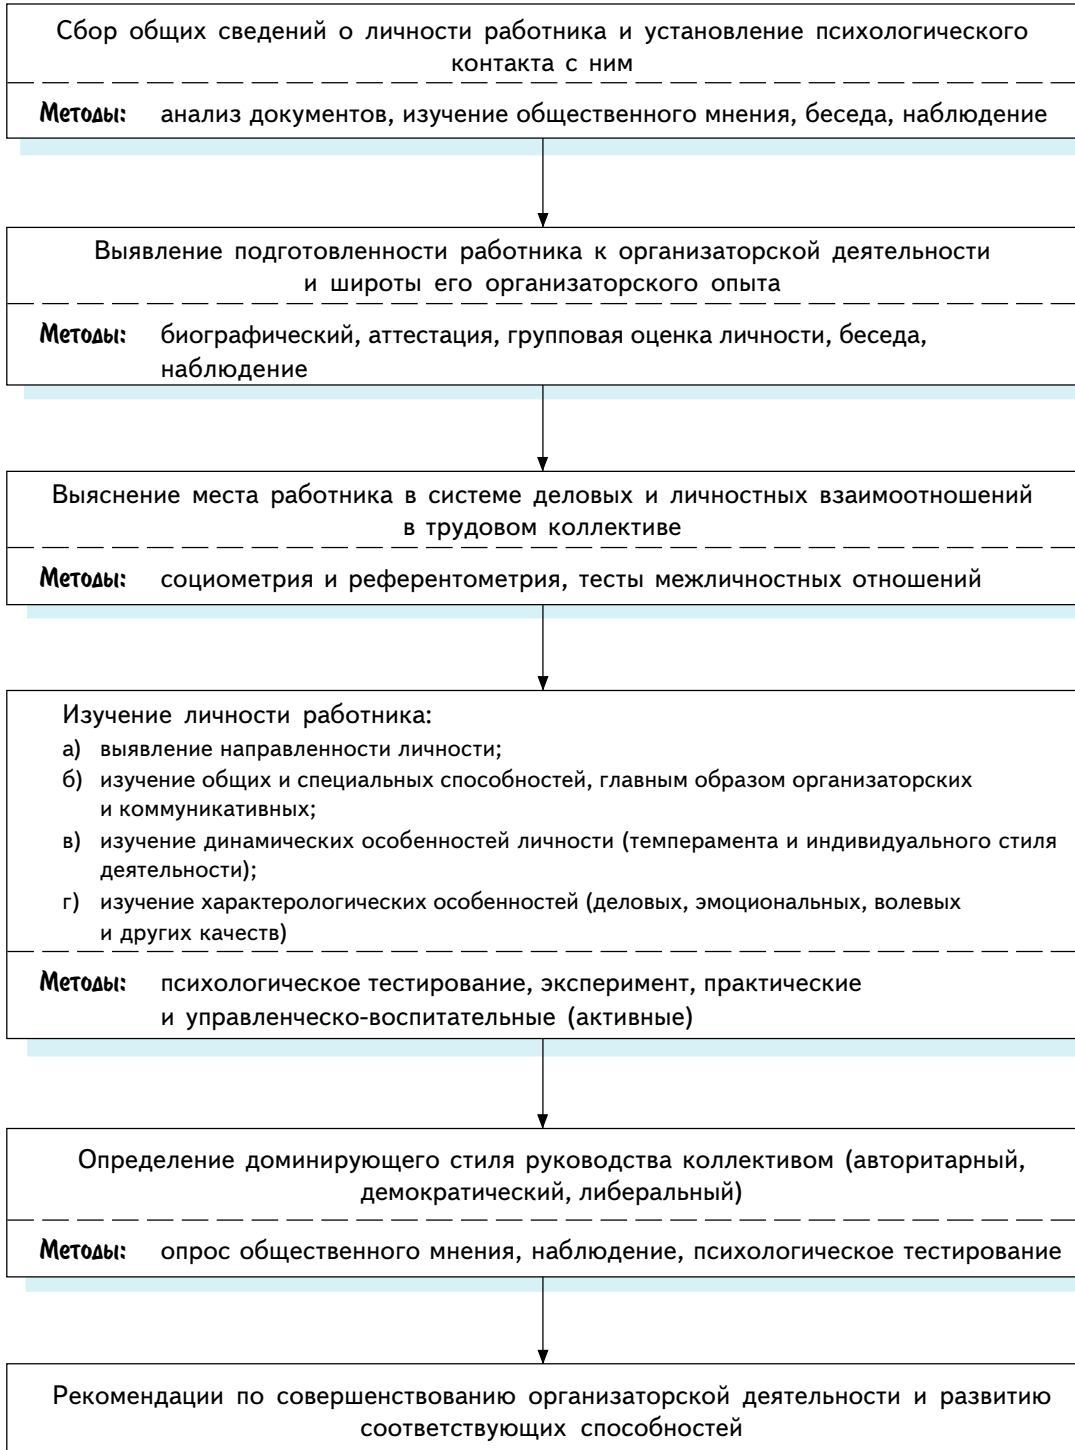 Сбор общих сведений о личности работника и установление психологического
контакта с ним
Методы: анализ документов, изучение общественного мнения, беседа, наблюдение
Выявление подготовленности работника к организаторской деятельности
и широты его организаторского опыта
Методы: биографический, аттестация, групповая оценка личности, беседа,
наблюдение
Выяснение места работника в системе деловых и личностных взаимоотношений
в трудовом коллективе
Методы: социометрия и референтометрия, тесты межличностных отношений
Изучение личности работника:
а) выявление направленности личности;
б) изучение общих и специальных способностей, главным образом организаторских
и коммуникативных;
в) изучение динамических особенностей личности (темперамента и индивидуального стиля
деятельности);
г) изучение характерологических особенностей (деловых, эмоциональных, волевых
и других качеств)
Методы: психологическое тестирование, эксперимент, практические
и управленческо-воспитательные (активные)
Определение доминирующего стиля руководства коллективом (авторитарный,
демократический, либеральный)
Методы: опрос общественного мнения, наблюдение, психологическое тестирование
Рекомендации по совершенствованию организаторской деятельности и развитию
соответствующих способностей